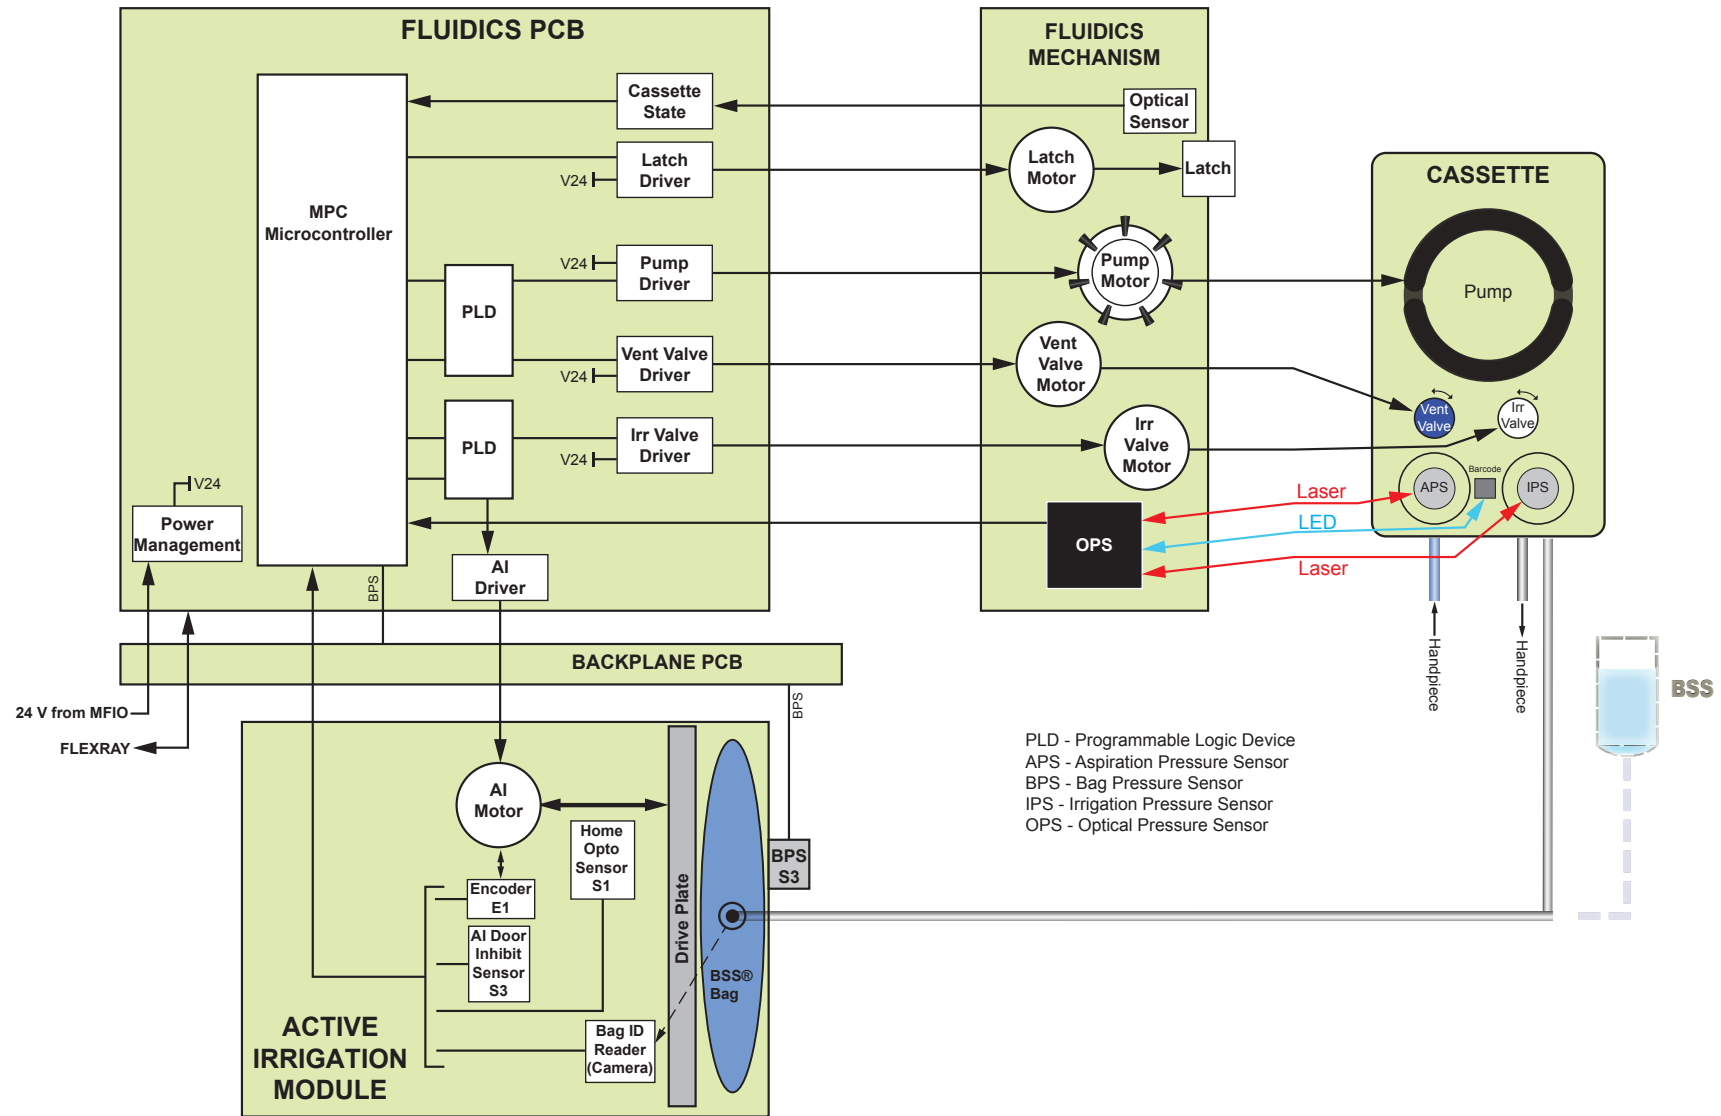 FLUIDICS PCB
MPC
Microcontroller
Cassette
State
Latch
Driver
V24
V24
Pump
Driver
PLD
Vent Valve
Driver
V24
PLD
Irr Valve
Driver
V24
V24
Power
Management
AI
Driver
BPS
FLUIDICS
MECHANISM
Optical
Sensor
Latch
Motor
Latch
Pump
Motor
Vent
Valve
Motor
Irr
Valve
Motor
OPS
Laser
LED
Laser
CASSETTE
Pump
Vent
Valve
Irr
Valve
APS
Barcode
IPS
Handpiece
Handpiece
BSS
BACKPLANE PCB
BPS
24 V from MFIO
FLEXRAY
AI
Motor
Home
Opto
Sensor
S1
Encoder
E1
AI Door
Inhibit
Sensor
S3
Bag ID
Reader
(Camera)
Drive Plate
BSS®
Bag
BPS
S3
ACTIVE
IRRIGATION
MODULE
PLD - Programmable Logic Device
APS - Aspiration Pressure Sensor
BPS - Bag Pressure Sensor
IPS - Irrigation Pressure Sensor
OPS - Optical Pressure Sensor